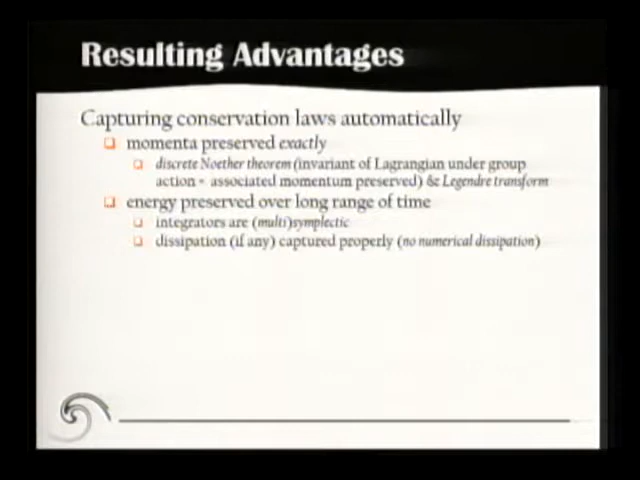 Resulting Advantages
Capturing conservation laws automatically
momenta preserved exactly
discrete Noether theorem (invariant of Lagrangian under group
action = associated momentum preserved) & Legendre transform
energy preserved over long range of time
integrators are (multi)symplectic
dissipation (if any) captured properly (no numerical dissipation)